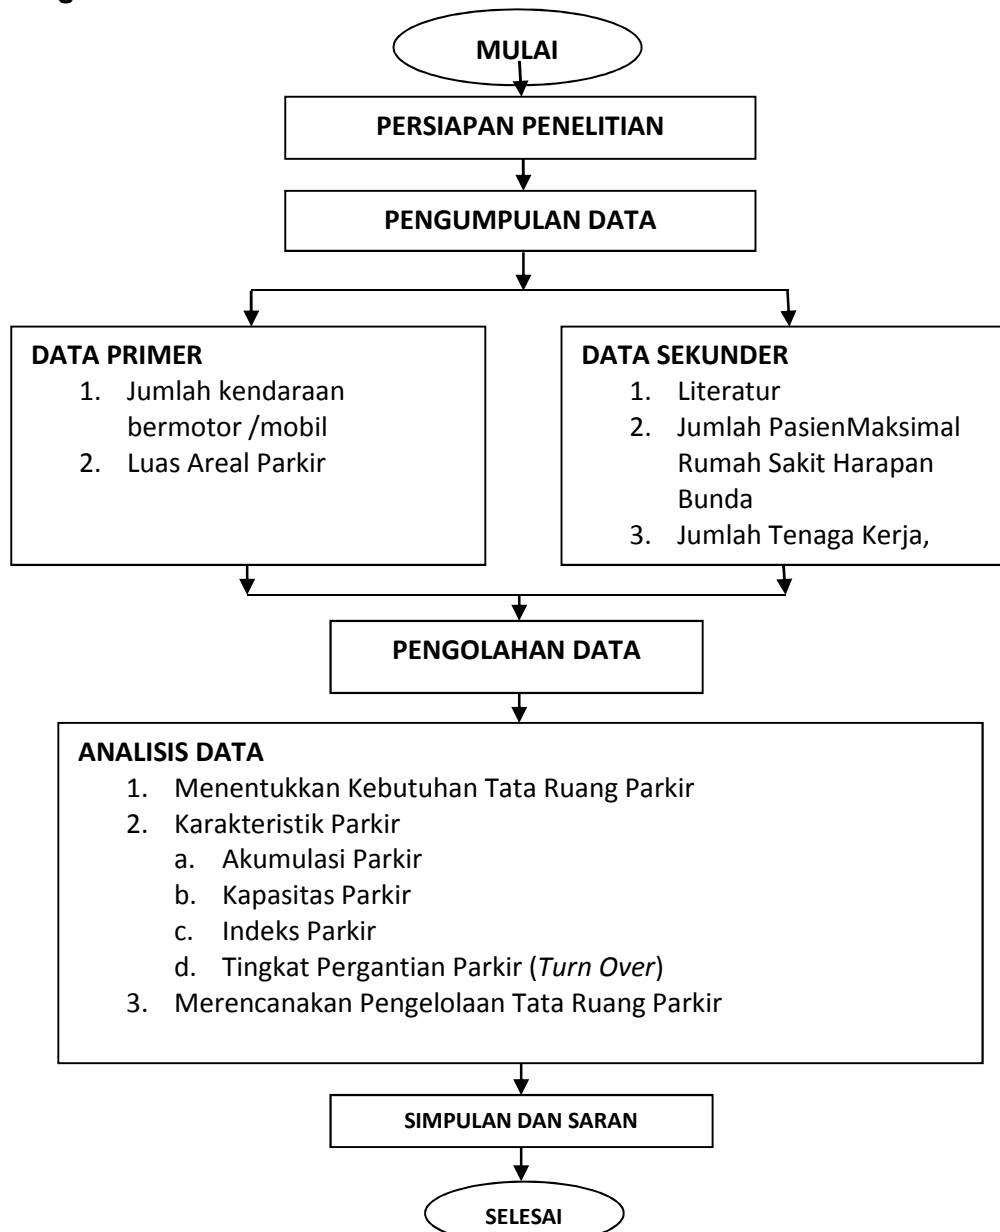 MULAI
PERSIAPAN PENELITIAN
PENGUMPULAN DATA
DATA PRIMER
1. Jumlah kendaraan
bermotor /mobil
2. Luas Areal Parkir
DATA SEKUNDER
1. Literatur
2. Jumlah PasienMaksimal
Rumah Sakit Harapan
Bunda
3. Jumlah Tenaga Kerja,
PENGOLAHAN DATA
ANALISIS DATA
1. Menentukkan Kebutuhan Tata Ruang Parkir
2. Karakteristik Parkir
a. Akumulasi Parkir
b. Kapasitas Parkir
c. Indeks Parkir
d. Tingkat Pergantian Parkir (Turn Over)
3. Merencanakan Pengelolaan Tata Ruang Parkir
SIMPULAN DAN SARAN
SELESAI